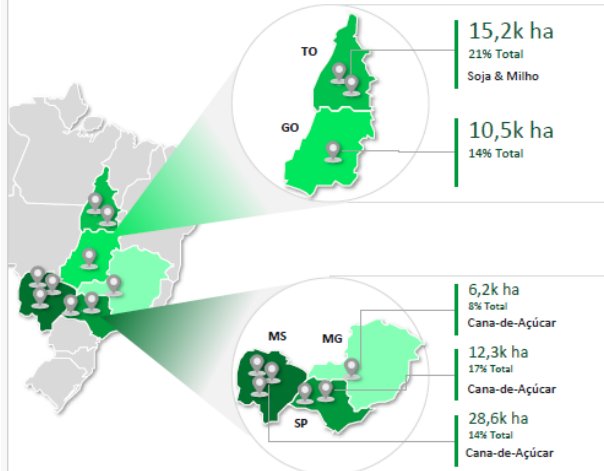 TO
GO
15,2k ha
21% Total
Soja & Milho
10,5k ha
14% Total
MS
MG
SP
6,2k ha
8% Total
Cana-de-Açúcar
12,3k ha
17% Total
Cana-de-Açúcar
28,6k ha
14% Total
Cana-de-Açúcar